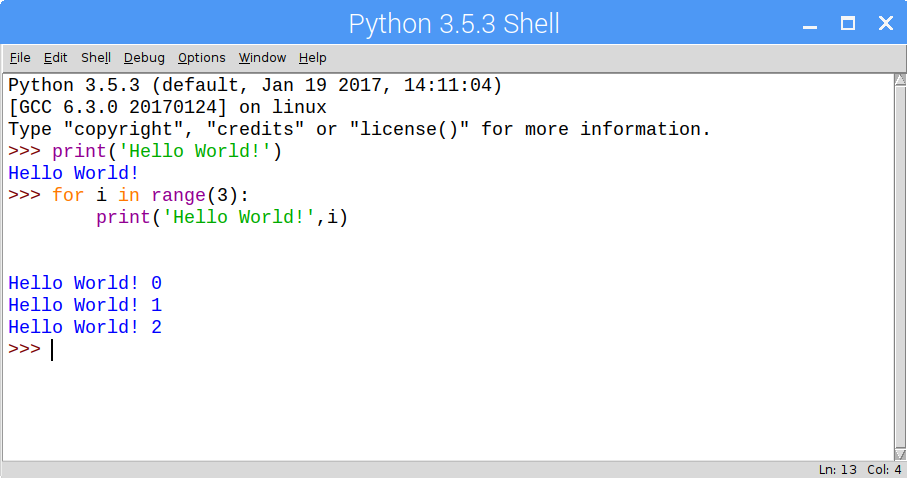 Python 3.5.3 Shell
File Edit Shell Debug Options Window Help
Python 3.5.3 (default, Jan 19 2017, 14:11:04)
[GCC 6.3.0 20170124] on linux
Type "copyright", "credits" or "license()" for more information.
>>> print('Hello World!')
Hello World!
>>> for i in range(3):
        print('Hello World!',i)
Hello World! 0
Hello World! 1
Hello World! 2
>>>
Ln: 13 Col: 4